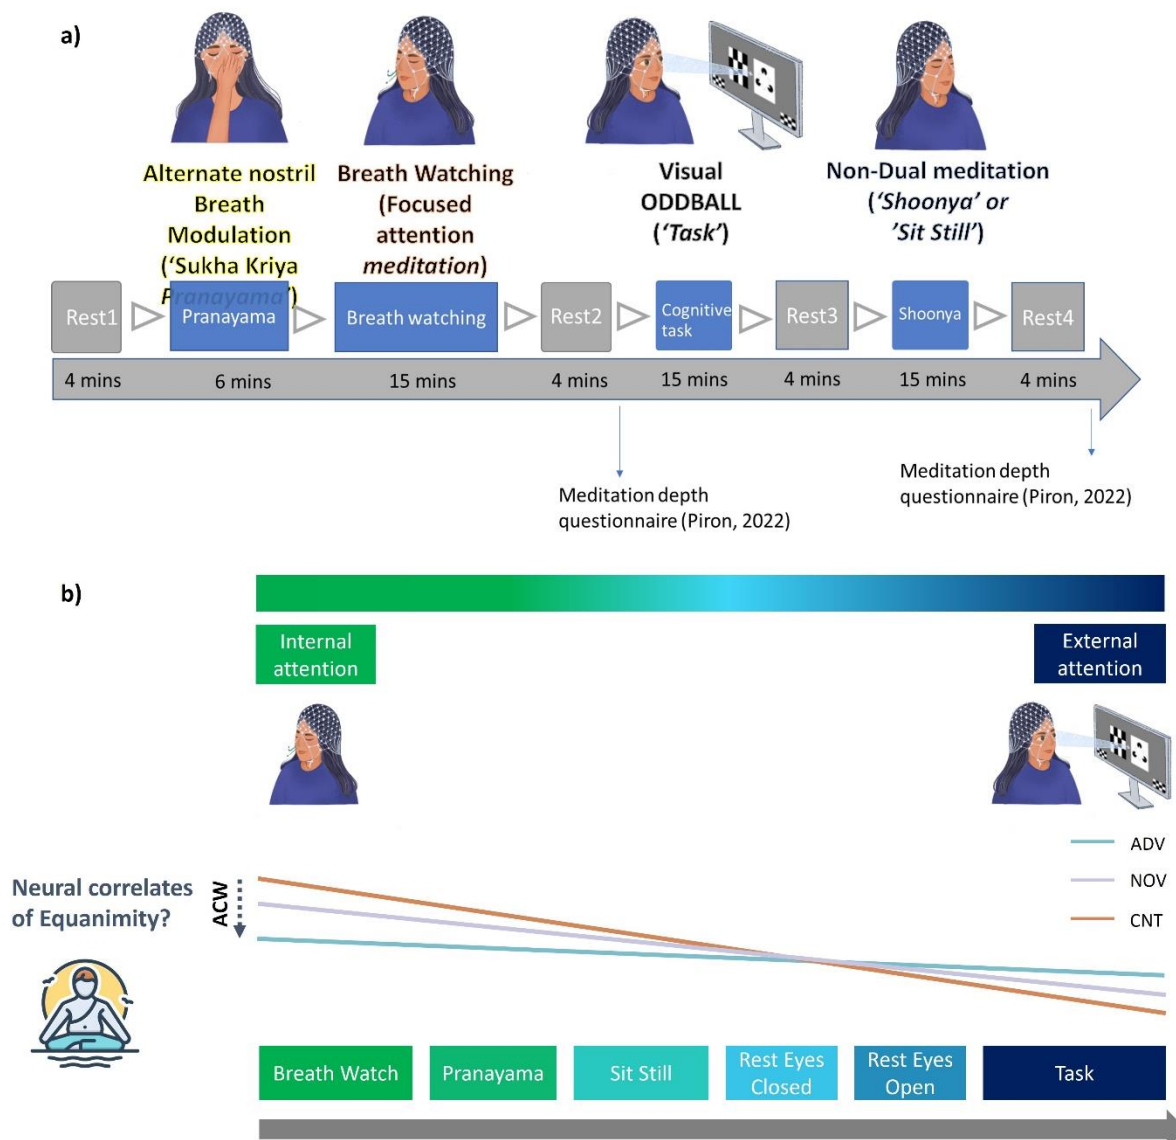 a)
Alternate nostril
Breath
Modulation
(‘Sukha Kriya
Pranayama’)
Breath Watching
(Focused
attention
meditation)
Visual
ODDBALL
(‘Task’)
Non-Dual meditation
(‘Shoonya’ or
’Sit Still’)
Rest1
Pranayama
Breath watching
Rest2
Cognitive
task
Rest3
Shoonya
Rest4
4 mins
6 mins
15 mins
4 mins
15 mins
4 mins
15 mins
4 mins
Meditation depth
questionnaire (Piron, 2022)
Meditation depth
questionnaire (Piron, 2022)
b)
Internal
attention
External
attention
ADV
NOV
CNT
Neural correlates
of Equanimity?
ACW
Breath Watch
Pranayama
Sit Still
Rest Eyes
Closed
Rest Eyes
Open
Task